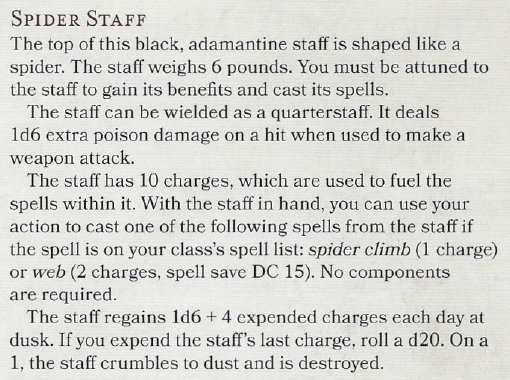 SPIDER STAFF
The top of this black, adamantine staff is shaped like a
spider. The staff weighs 6 pounds. You must be attuned to
the staff to gain its benefits and cast its spells.
The staff can be wielded as a quarterstaff. It deals
1d6 extra poison damage on a hit when used to make a
weapon attack.
The staff has 10 charges, which are used to fuel the
spells within it. With the staff in hand, you can use your
action to cast one of the following spells from the staff if
the spell is on your class's spell list: spider climb (1 charge)
or web (2 charges, spell save DC 15). No components
are required.
The staff regains 1d6 + 4 expended charges each day at
dusk. If you expend the staff's last charge, roll a d20. On a
1, the staff crumbles to dust and is destroyed.